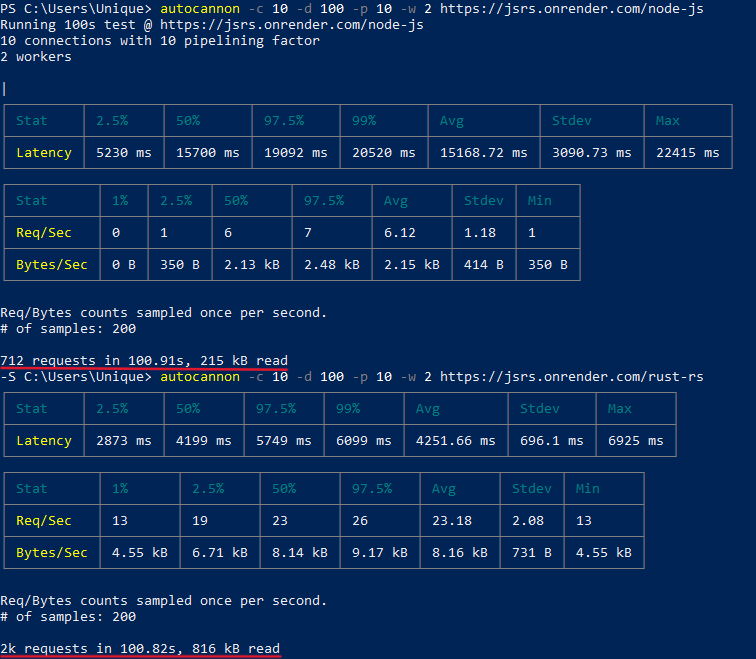 PS C:\Users\Unique> autocannon -c 10 -d 100 -p 10 -w 2 https://jsrs.onrender.com/node-js
Running 100s test @ https://jsrs.onrender.com/node-js
10 connections with 10 pipelining factor
2 workers
|
Stat 2.5% 50% 97.5% 99% Avg Stdev Max
Latency 5230 ms 15700 ms 19092 ms 20520 ms 15168.72 ms 3090.73 ms 22415 ms
Stat 1% 2.5% 50% 97.5% Avg Stdev Min
Req/Sec 0 1 6 7 6.12 1.18 1
Bytes/Sec 0 B 350 B 2.13 kB 2.48 kB 2.15 kB 414 B 350 B
Req/Bytes counts sampled once per second.
# of samples: 200
712 requests in 100.91s, 215 kB read
-S C:\Users\Unique> autocannon -c 10 -d 100 -p 10 -w 2 https://jsrs.onrender.com/rust-rs
Stat 2.5% 50% 97.5% 99% Avg Stdev Max
Latency 2873 ms 4199 ms 5749 ms 6099 ms 4251.66 ms 696.1 ms 6925 ms
Stat 1% 2.5% 50% 97.5% Avg Stdev Min
Req/Sec 13 19 23 26 23.18 2.08 13
Bytes/Sec 4.55 kB 6.71 kB 8.14 kB 9.17 kB 8.16 kB 731 B 4.55 kB
Req/Bytes counts sampled once per second.
# of samples: 200
2k requests in 100.82s, 816 kB read